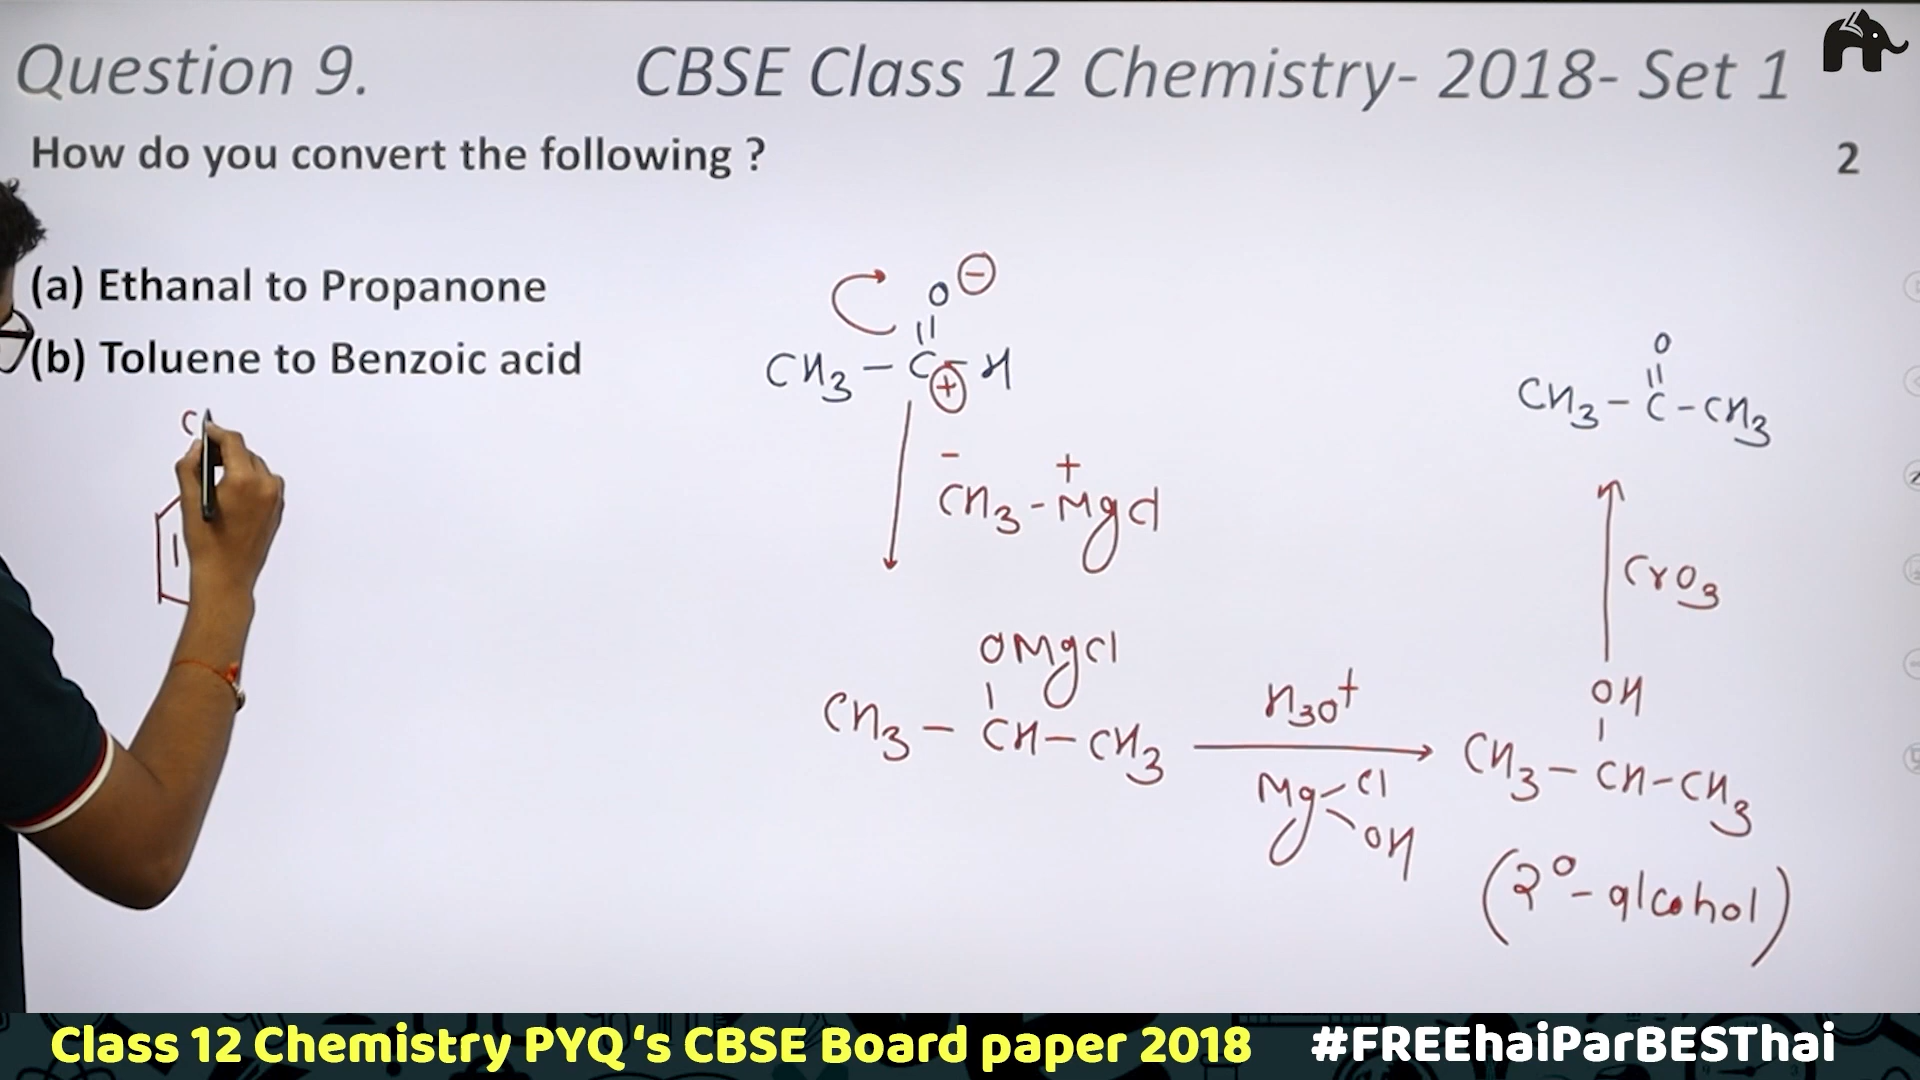 Question 9.
CBSE Class 12 Chemistry- 2018- Set 1
How do you convert the following ?
2
(a) Ethanal to Propanone
(b) Toluene to Benzoic acid
C
O ⊖
||
CH3 - C - H
⊕
- +
CH3 - MgCl
OMgCl
|
CH3 - CH - CH3
H3O+
Mg Cl
OH
O
||
CH3 - C - CH3
CrO3
OH
|
CH3 - CH - CH3
(2° - alcohol)
Class 12 Chemistry PYQ‘s CBSE Board paper 2018
#FREEhaiParBESThai